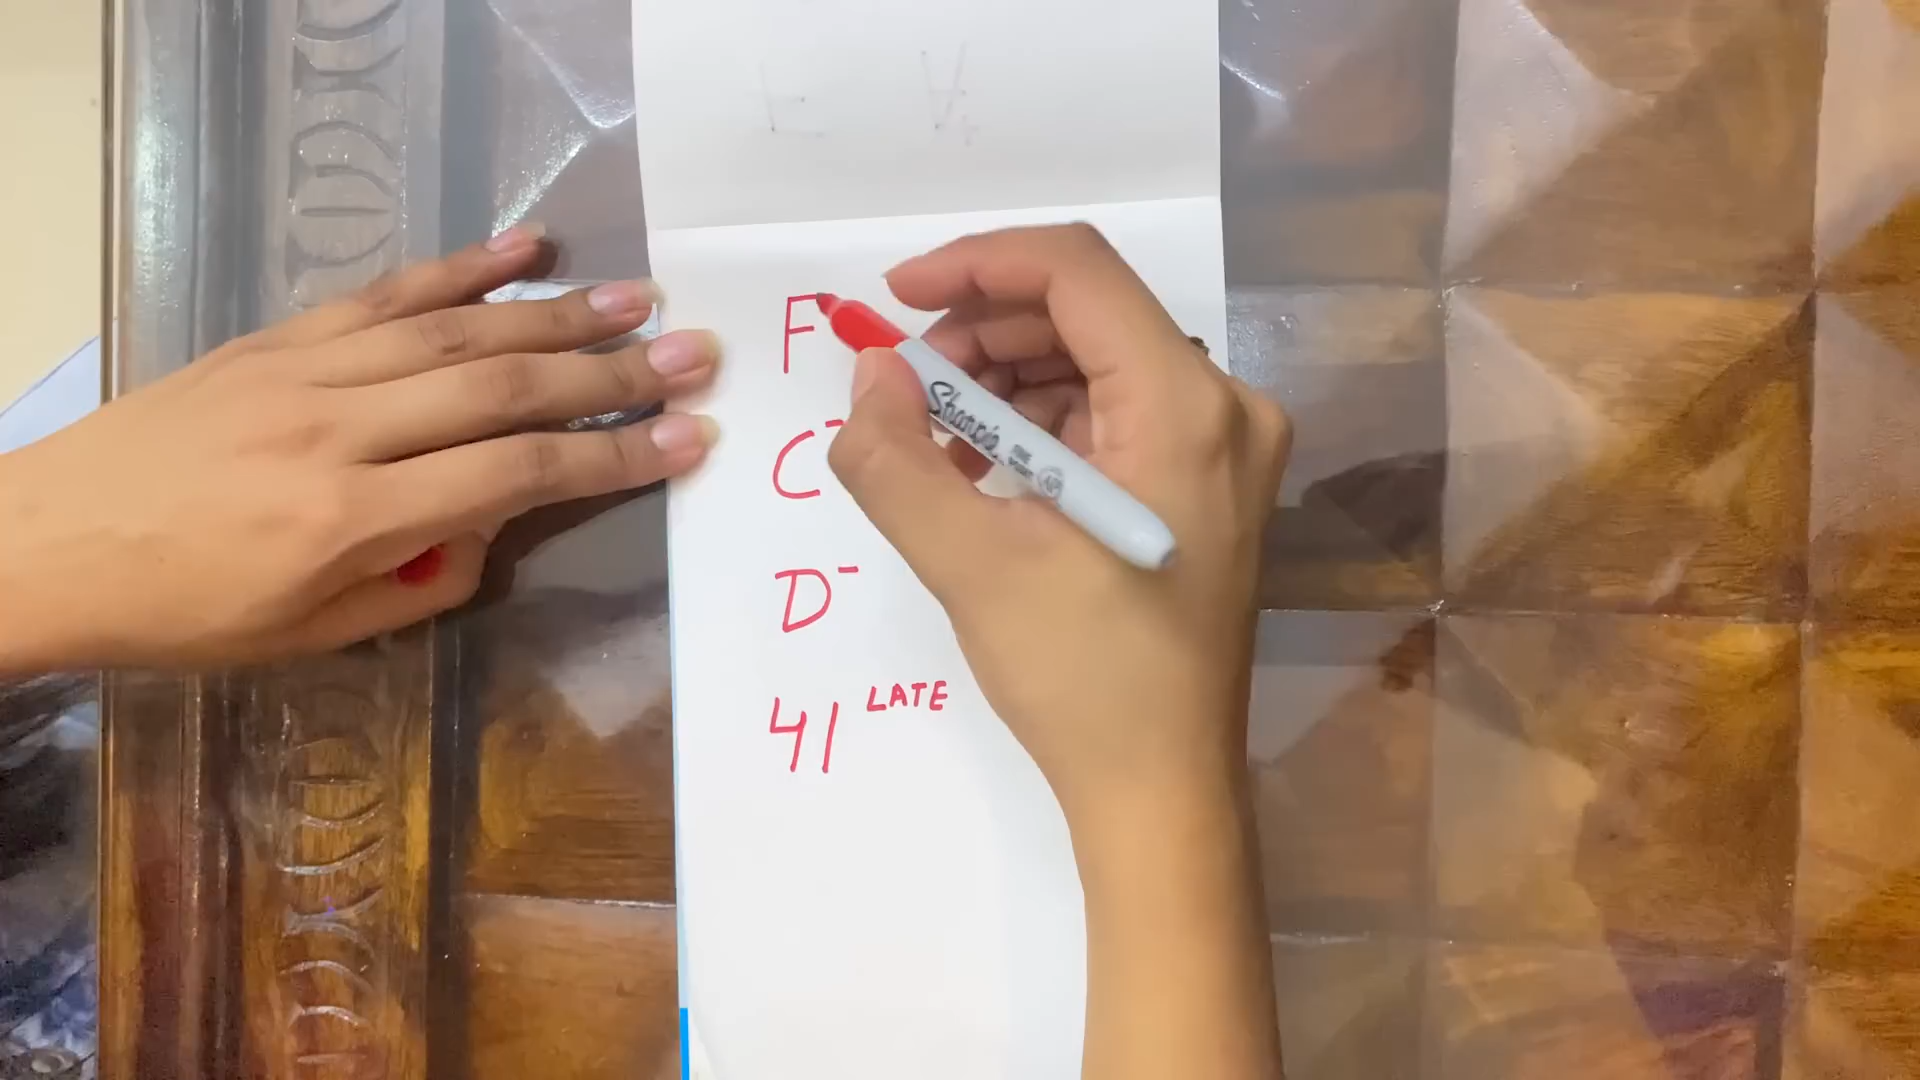 F
C-
D-
41 LATE
Sharpie